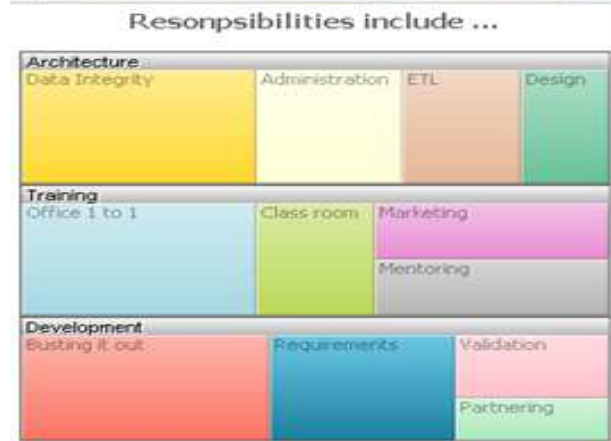 Resonpsibilities include ...
Architecture
Data Integrity
Administration
ETL
Design
Training
Office 1 to 1
Class room
Marketing
Mentoring
Development
Busting it out
Requirements
Validation
Partnering